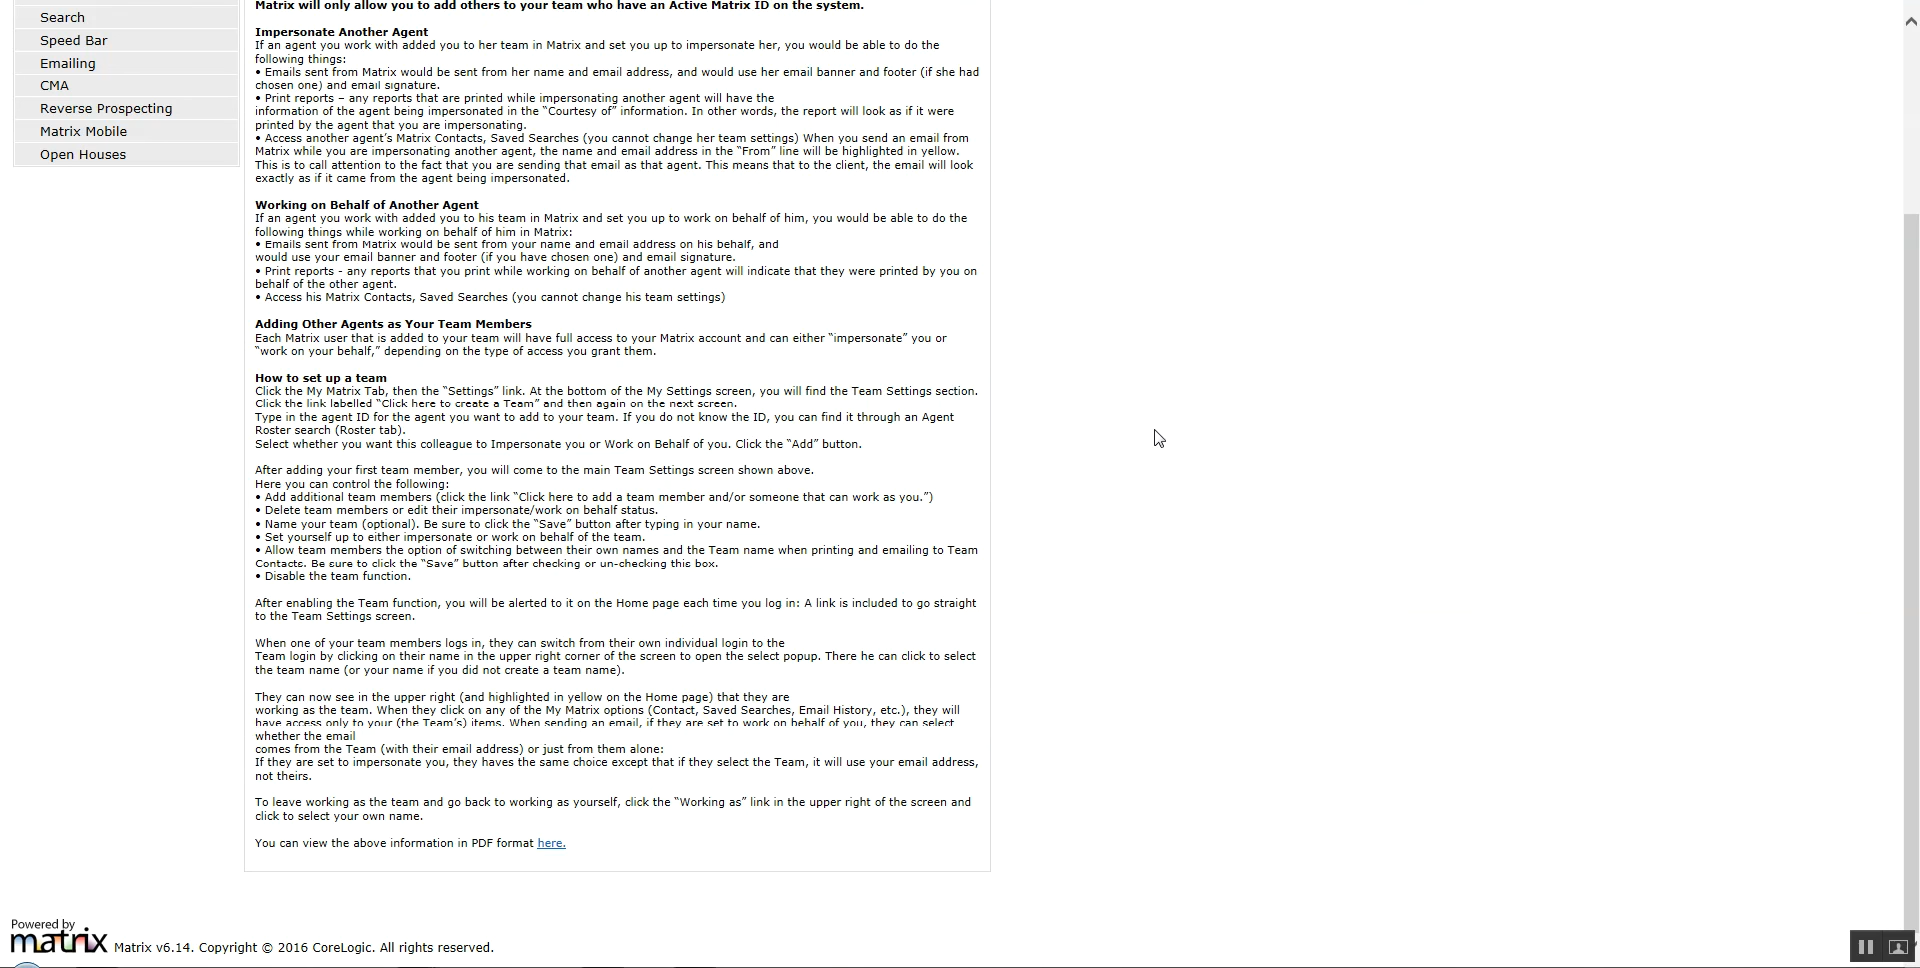 Search
Speed Bar
Emailing
CMA
Reverse Prospecting
Matrix Mobile
Open Houses
Matrix will only allow you to add others to your team who have an Active Matrix ID on the system.
Impersonate Another Agent
If an agent you work with added you to her team in Matrix and set you up to impersonate her, you would be able to do the
following things:
• Emails sent from Matrix would be sent from her name and email address, and would use her email banner and footer (if she had
chosen one) and email signature.
• Print reports – any reports that are printed while impersonating another agent will have the
information of the agent being impersonated in the “Courtesy of” information. In other words, the report will look as if it were
printed by the agent that you are impersonating.
• Access another agent’s Matrix Contacts, Saved Searches (you cannot change her team settings) When you send an email from
Matrix while you are impersonating another agent, the name and email address in the “From” line will be highlighted in yellow.
This is to call attention to the fact that you are sending that email as that agent. This means that to the client, the email will look
exactly as if it came from the agent being impersonated.
Working on Behalf of Another Agent
If an agent you work with added you to his team in Matrix and set you up to work on behalf of him, you would be able to do the
following things while working on behalf of him in Matrix:
• Emails sent from Matrix would be sent from your name and email address on his behalf, and
would use your email banner and footer (if you have chosen one) and email signature.
• Print reports - any reports that you print while working on behalf of another agent will indicate that they were printed by you on
behalf of the other agent.
• Access his Matrix Contacts, Saved Searches (you cannot change his team settings)
Adding Other Agents as Your Team Members
Each Matrix user that is added to your team will have full access to your Matrix account and can either “impersonate” you or
“work on your behalf,” depending on the type of access you grant them.
How to set up a team
Click the My Matrix Tab, then the “Settings” link. At the bottom of the My Settings screen, you will find the Team Settings section.
Click the link labelled “Click here to create a Team” and then again on the next screen.
Type in the agent ID for the agent you want to add to your team. If you do not know the ID, you can find it through an Agent
Roster search (Roster tab).
Select whether you want this colleague to Impersonate you or Work on Behalf of you. Click the “Add” button.
After adding your first team member, you will come to the main Team Settings screen shown above.
Here you can control the following:
• Add additional team members (click the link “Click here to add a team member and/or someone that can work as you.”)
• Delete team members or edit their impersonate/work on behalf status.
• Name your team (optional). Be sure to click the “Save” button after typing in your name.
• Set yourself up to either impersonate or work on behalf of the team.
• Allow team members the option of switching between their own names and the Team name when printing and emailing to Team
Contacts. Be sure to click the “Save” button after checking or un-checking this box.
• Disable the team function.
After enabling the Team function, you will be alerted to it on the Home page each time you log in: A link is included to go straight
to the Team Settings screen.
When one of your team members logs in, they can switch from their own individual login to the
Team login by clicking on their name in the upper right corner of the screen to open the select popup. There he can click to select
the team name (or your name if you did not create a team name).
They can now see in the upper right (and highlighted in yellow on the Home page) that they are
working as the team. When they click on any of the My Matrix options (Contact, Saved Searches, Email History, etc.), they will
have access only to your (the Team’s) items. When sending an email, if they are set to work on behalf of you, they can select
whether the email
comes from the Team (with their email address) or just from them alone:
If they are set to impersonate you, they haves the same choice except that if they select the Team, it will use your email address,
not theirs.
To leave working as the team and go back to working as yourself, click the “Working as” link in the upper right of the screen and
click to select your own name.
You can view the above information in PDF format here.
Powered by
matrix
Matrix v6.14. Copyright © 2016 CoreLogic. All rights reserved.